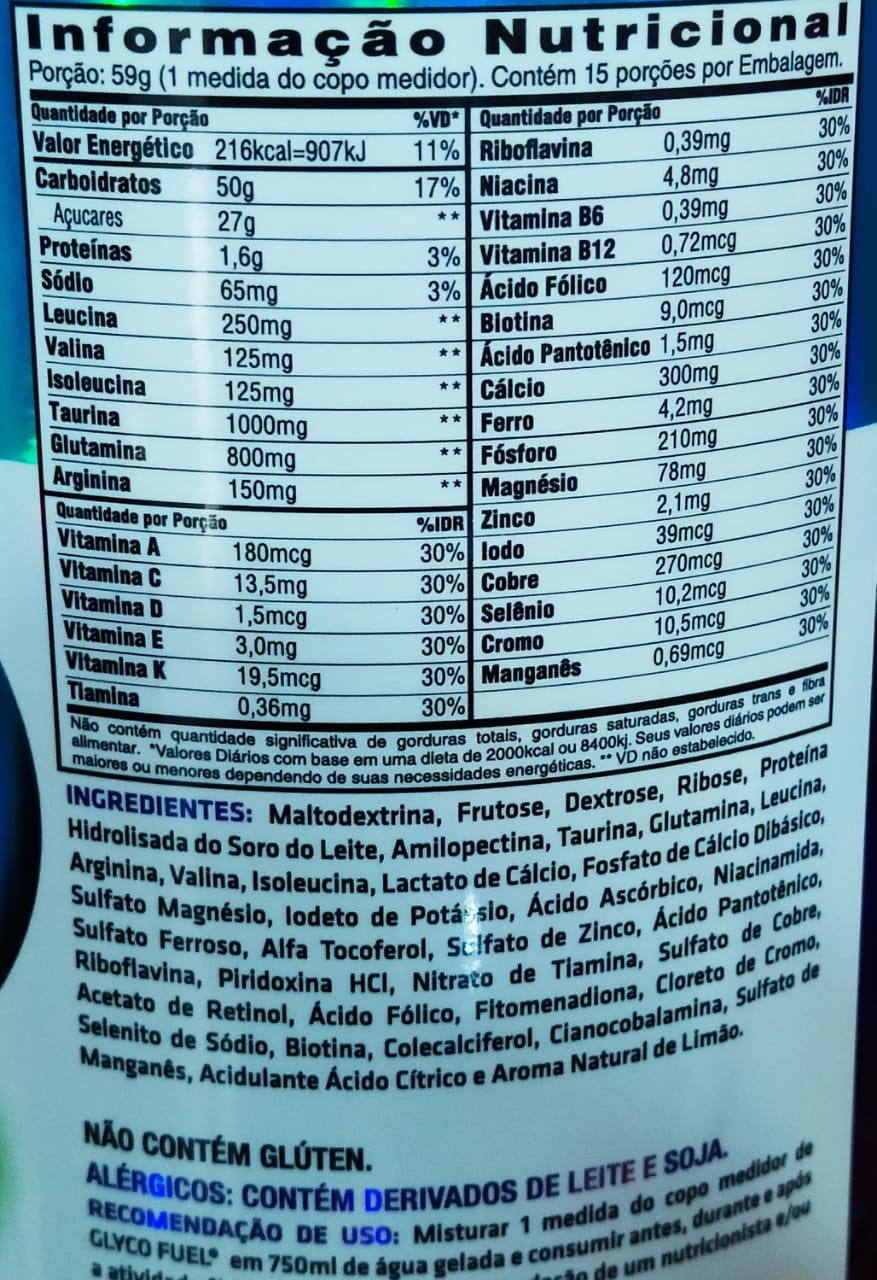 Informação Nutricional
Porção: 59g (1 medida do copo medidor). Contém 15 porções por Embalagem.
Quantidade por Porção %VD*
Valor Energético 216kcal=907kJ 11%
Carboidratos 50g 17%
Açucares 27g **
Proteínas 1,6g 3%
Sódio 65mg 3%
Leucina 250mg **
Valina 125mg **
Isoleucina 125mg **
Taurina 1000mg **
Glutamina 800mg **
Arginina 150mg **
Quantidade por Porção %IDR
Vitamina A 180mcg 30%
Vitamina C 13,5mg 30%
Vitamina D 1,5mcg 30%
Vitamina E 3,0mg 30%
Vitamina K 19,5mcg 30%
Tiamina 0,36mg 30%
Quantidade por Porção %IDR
Riboflavina 0,39mg 30%
Niacina 4,8mg 30%
Vitamina B6 0,39mg 30%
Vitamina B12 0,72mcg 30%
Ácido Fólico 120mcg 30%
Biotina 9,0mcg 30%
Ácido Pantotênico 1,5mg 30%
Cálcio 300mg 30%
Ferro 4,2mg 30%
Fósforo 210mg 30%
Magnésio 78mg 30%
Zinco 2,1mg 30%
Iodo 39mcg 30%
Cobre 270mcg 30%
Selênio 10,2mcg 30%
Cromo 10,5mcg 30%
Manganês 0,69mcg 30%
Não contém quantidade significativa de gorduras totais, gorduras saturadas, gorduras trans e fibra
alimentar. *Valores Diários com base em uma dieta de 2000kcal ou 8400kj. Seus valores diários podem ser
maiores ou menores dependendo de suas necessidades energéticas. ** VD não estabelecido.
INGREDIENTES: Maltodextrina, Frutose, Dextrose, Ribose, Proteína
Hidrolisada do Soro do Leite, Amilopectina, Taurina, Glutamina, Leucina,
Arginina, Valina, Isoleucina, Lactato de Cálcio, Fosfato de Cálcio Dibásico,
Sulfato Magnésio, Iodeto de Potássio, Ácido Ascórbico, Niacinamida,
Sulfato Ferroso, Alfa Tocoferol, Sulfato de Zinco, Ácido Pantotênico,
Riboflavina, Piridoxina HCl, Nitrato de Tiamina, Sulfato de Cobre,
Acetato de Retinol, Ácido Fólico, Fitomenadiona, Cloreto de Cromo,
Selenito de Sódio, Biotina, Colecalciferol, Cianocobalamina, Sulfato de
Manganês, Acidulante Ácido Cítrico e Aroma Natural de Limão.
NÃO CONTÉM GLÚTEN.
ALÉRGICOS: CONTÉM DERIVADOS DE LEITE E SOJA.
RECOMENDAÇÃO DE USO: Misturar 1 medida do copo medidor de
GLYCO FUEL® em 750ml de água gelada e consumir antes, durante e após
a de um nutricionista e/ou